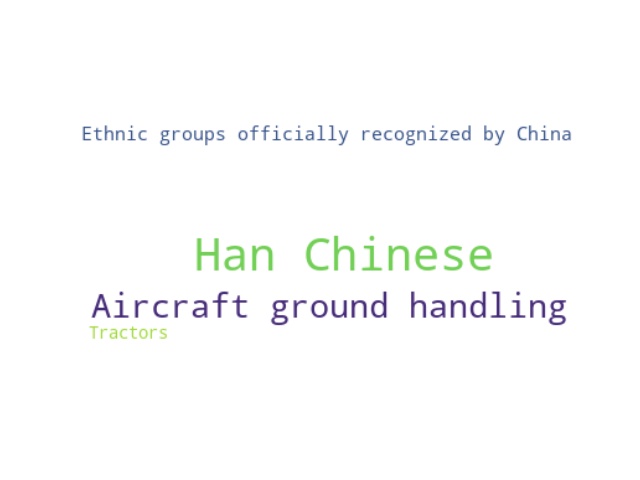 Ethnic groups officially recognized by China
Han Chinese
Aircraft ground handling
Tractors